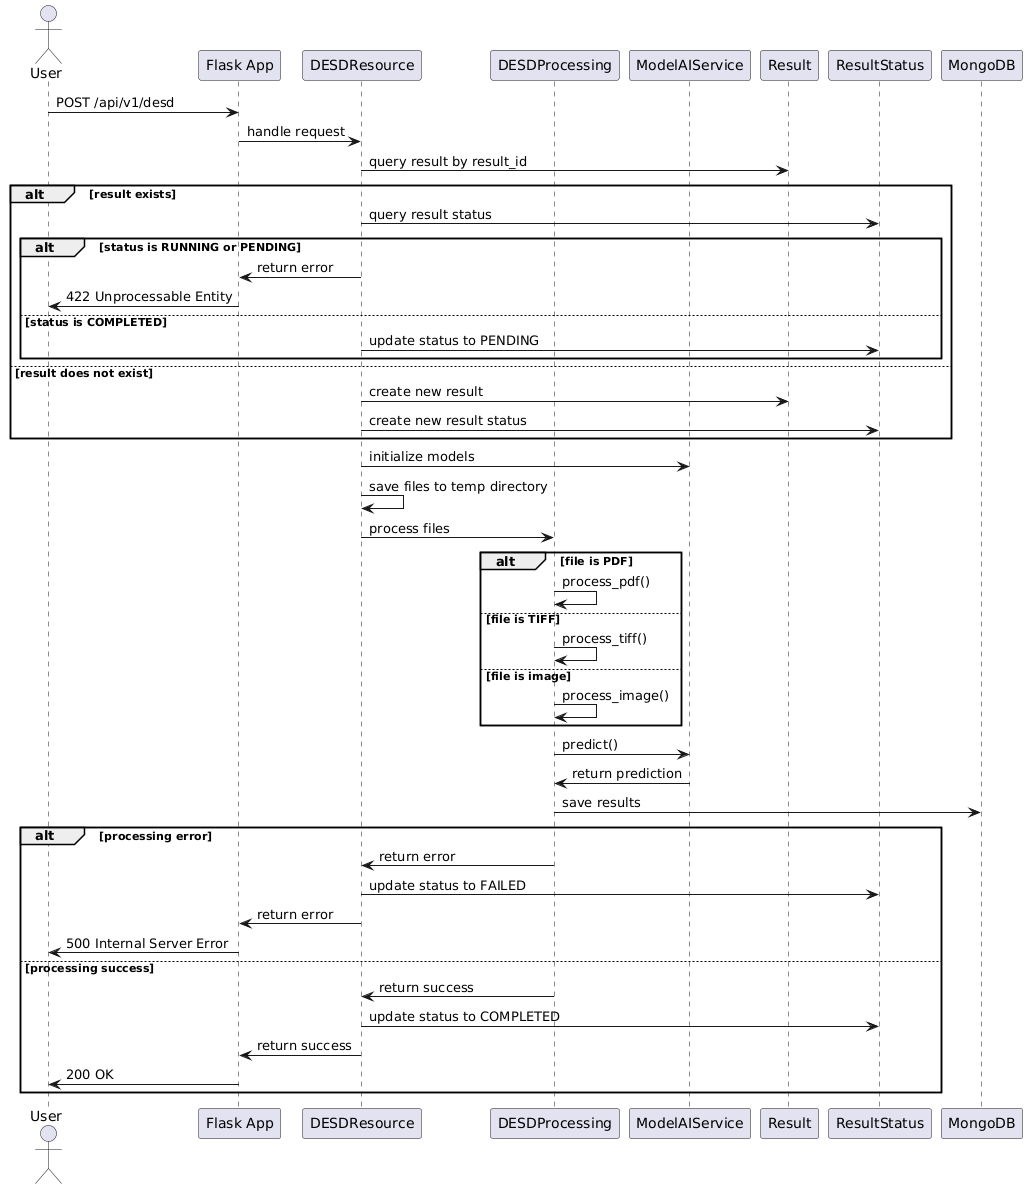 User
Flask App
DESDResource
DESDProcessing
ModelAIService
Result
ResultStatus
MongoDB
POST /api/v1/desd
handle request
query result by result_id
alt
[result exists]
query result status
alt
[status is RUNNING or PENDING]
return error
422 Unprocessable Entity
[status is COMPLETED]
update status to PENDING
[result does not exist]
create new result
create new result status
initialize models
save files to temp directory
process files
alt
[file is PDF]
process_pdf()
[file is TIFF]
process_tiff()
[file is image]
process_image()
predict()
return prediction
save results
alt
[processing error]
return error
update status to FAILED
return error
500 Internal Server Error
[processing success]
return success
update status to COMPLETED
return success
200 OK
User
Flask App
DESDResource
DESDProcessing
ModelAIService
Result
ResultStatus
MongoDB